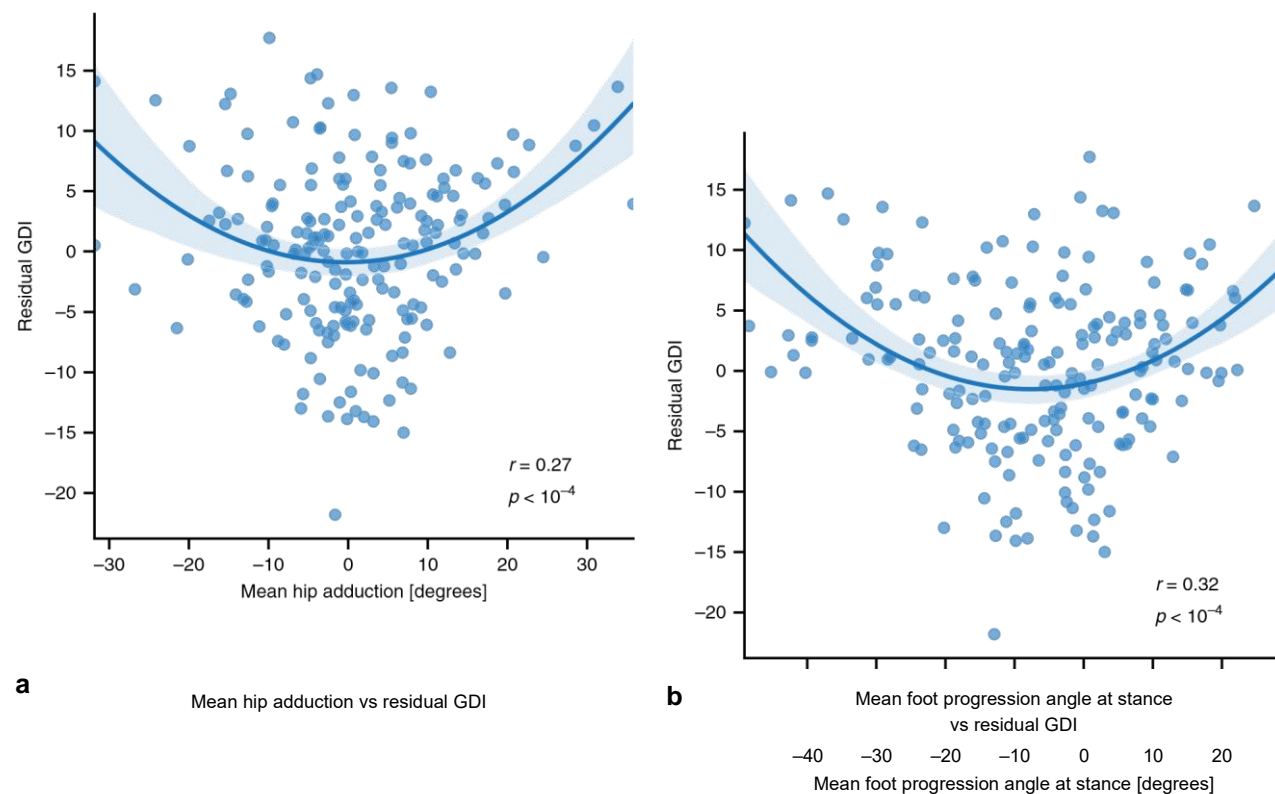 15
10
5
0
–5
–10
–15
–20
Residual GDI
r = 0.27
p < 10–4
–30 –20 –10 0 10 20 30
Mean hip adduction [degrees]
a
Mean hip adduction vs residual GDI
15
10
5
0
–5
–10
–15
–20
Residual GDI
r = 0.32
p < 10–4
b
Mean foot progression angle at stance
vs residual GDI
–40 –30 –20 –10 0 10 20
Mean foot progression angle at stance [degrees]